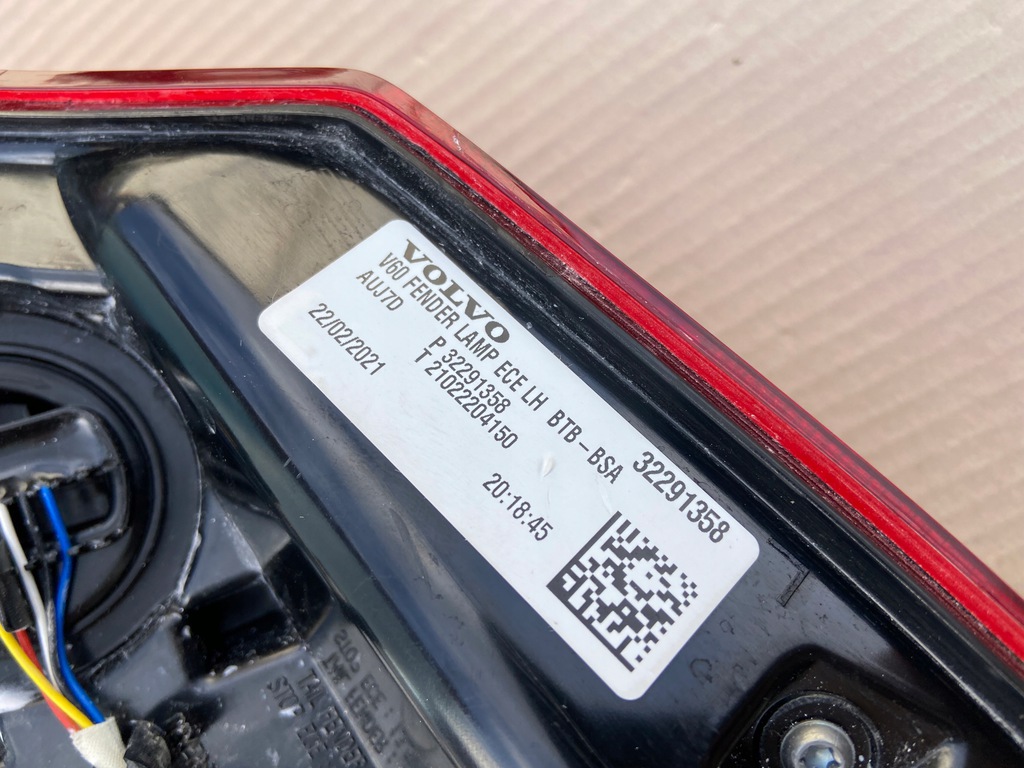 VOLVO 32291358
V60 FENDER LAMP ECE LH BTB-BSA
AUJ7D P 32291358
T 21022204150
22/02/2021 20:18:45